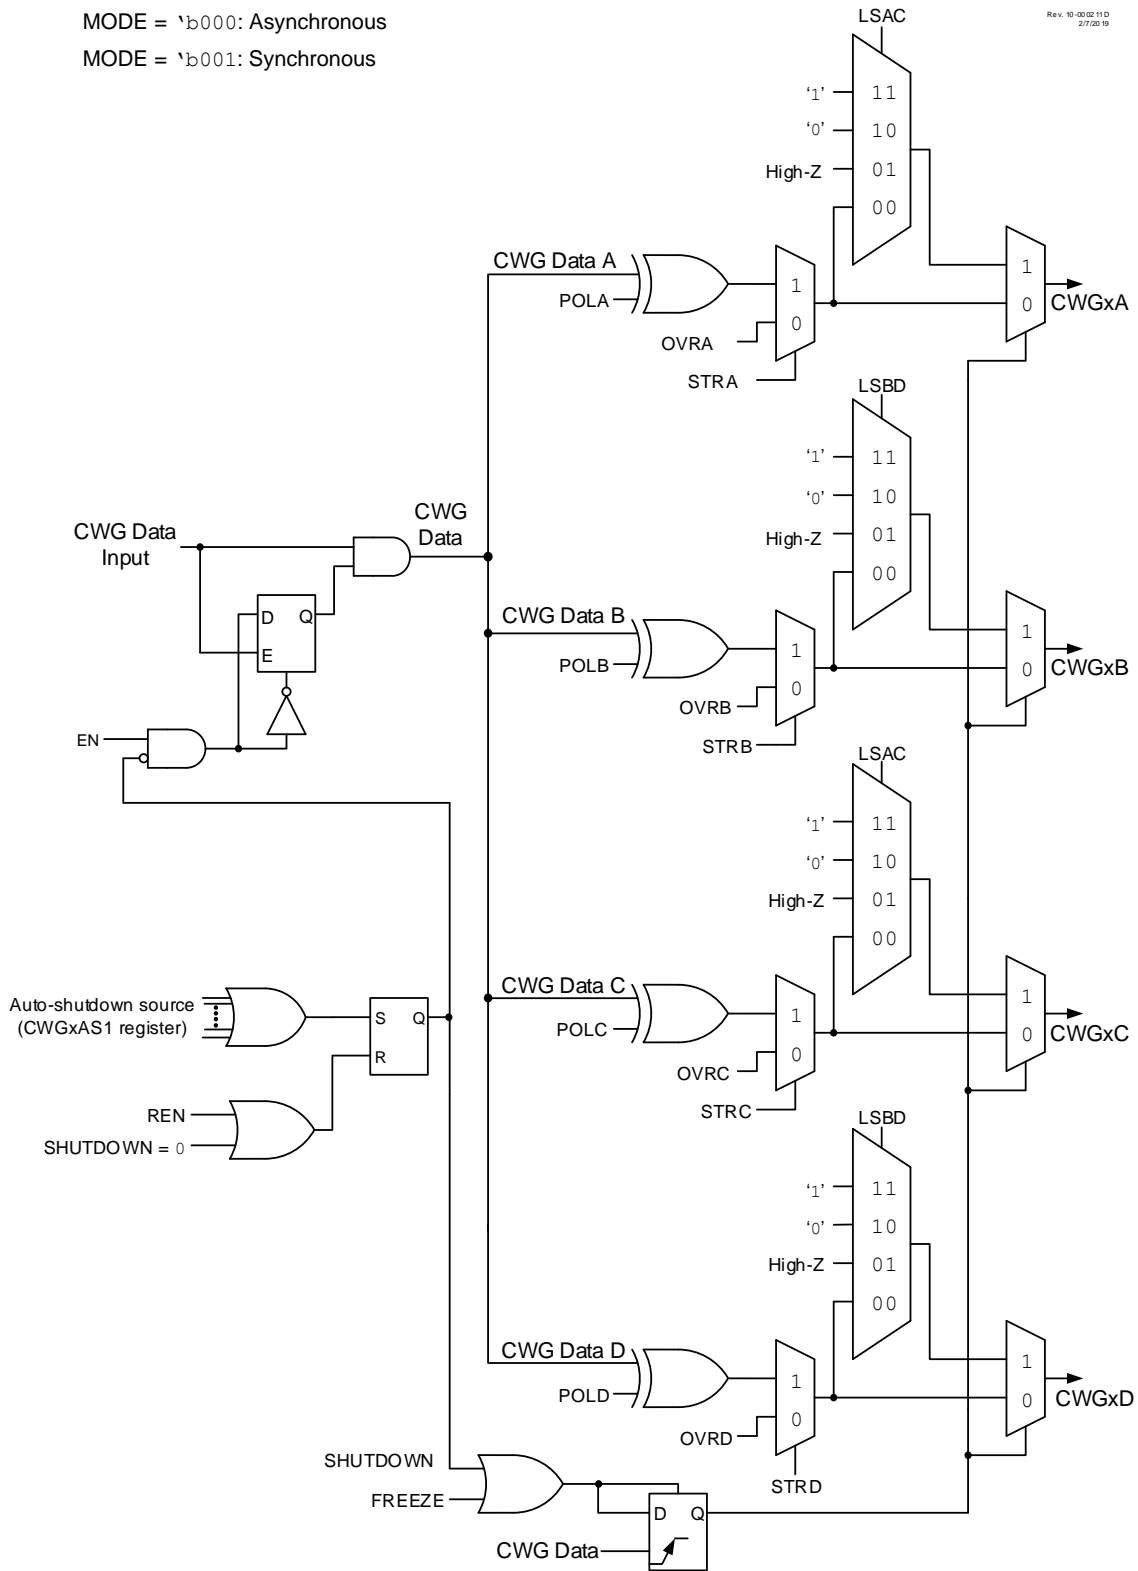 MODE = ‘b000: Asynchronous
MODE = ‘b001: Synchronous
Rev. 10-000211D
2/7/2019
LSAC
‘1’ 11
‘0’ 10
High-Z 01
00
CWG Data A
POLA
1
0
OVRA
STRA
1
0
CWGxA
LSBD
‘1’ 11
‘0’ 10
High-Z 01
00
CWG Data
Input
CWG
Data
D Q
E
EN
CWG Data B
POLB
1
0
OVRB
STRB
1
0
CWGxB
LSAC
‘1’ 11
‘0’ 10
High-Z 01
00
CWG Data C
POLC
1
0
OVRC
STRC
1
0
CWGxC
Auto-shutdown source
(CWGxAS1 register)
S Q
R
REN
SHUTDOWN = 0
LSBD
‘1’ 11
‘0’ 10
High-Z 01
00
CWG Data D
POLD
1
0
OVRD
STRD
1
0
CWGxD
SHUTDOWN
FREEZE
D Q
CWG Data